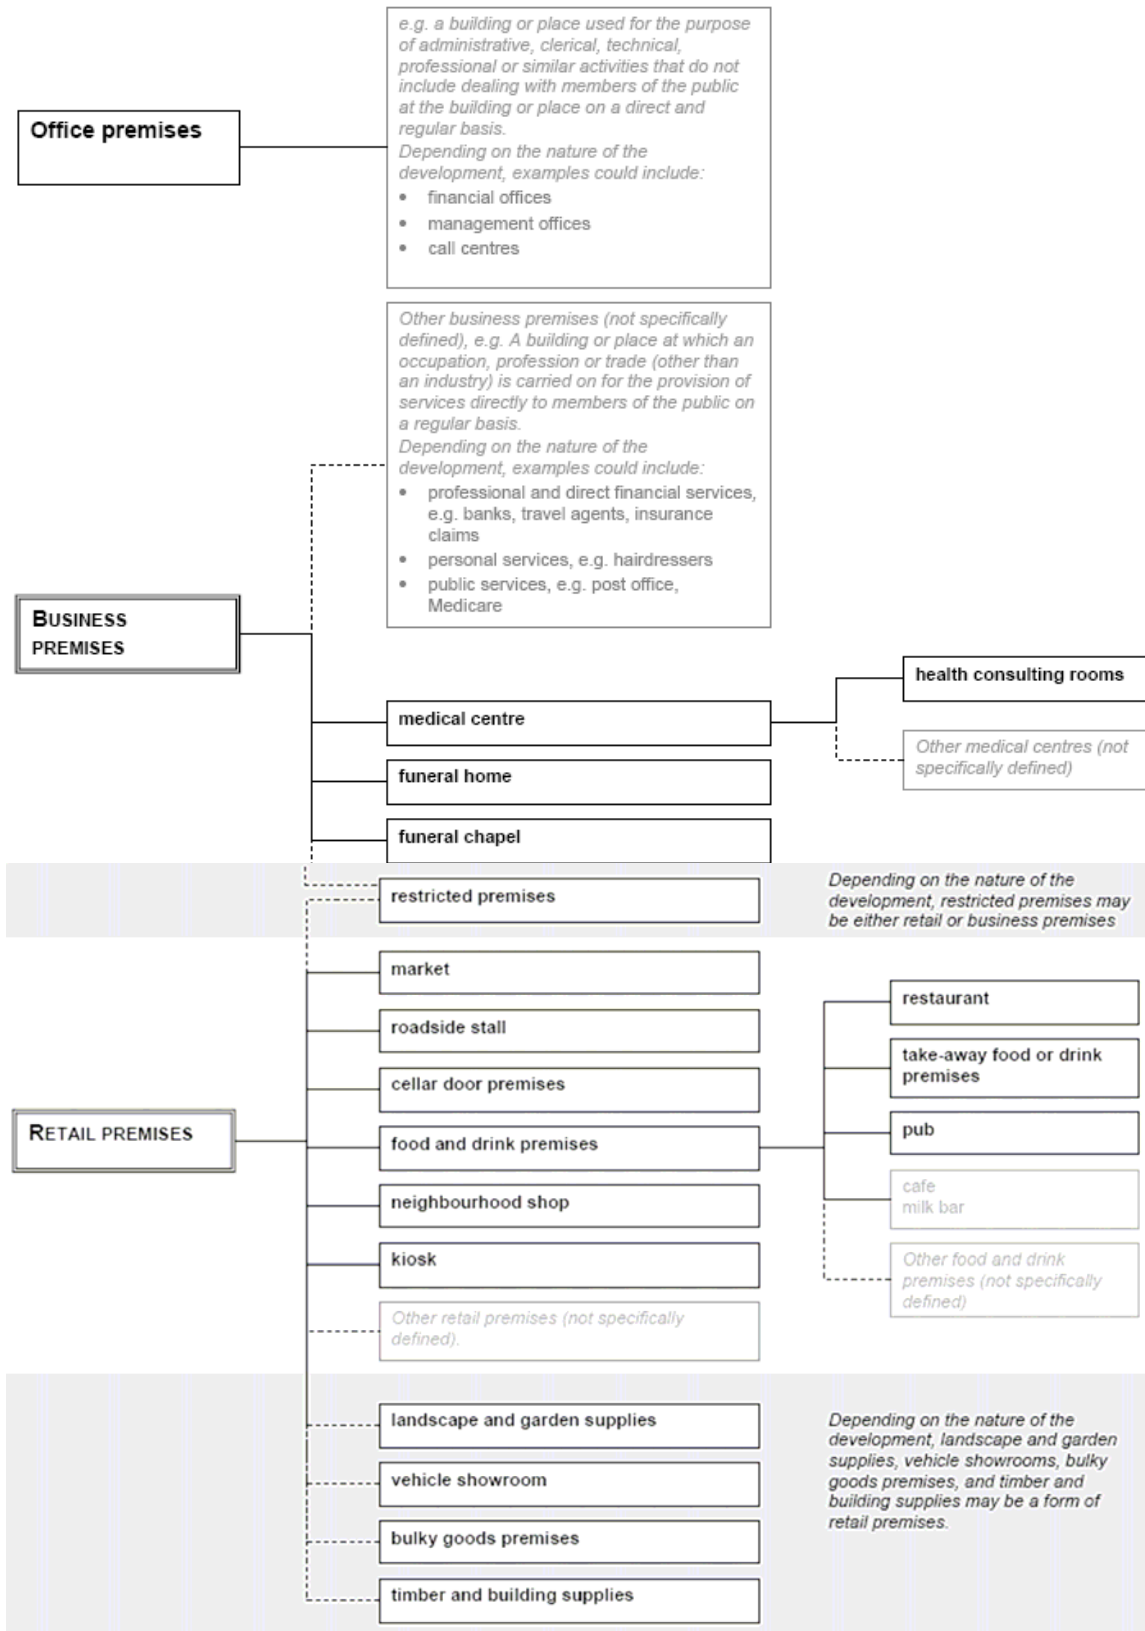 e.g. a building or place used for the purpose
of administrative, clerical, technical,
professional or similar activities that do not
include dealing with members of the public
at the building or place on a direct and
regular basis.
Depending on the nature of the
development, examples could include:
• financial offices
• management offices
• call centres
Office premises
Other business premises (not specifically
defined), e.g. A building or place at which an
occupation, profession or trade (other than
an industry) is carried on for the provision of
services directly to members of the public on
a regular basis.
Depending on the nature of the
development, examples could include:
• professional and direct financial services,
e.g. banks, travel agents, insurance
claims
• personal services, e.g. hairdressers
• public services, e.g. post office,
Medicare
BUSINESS
PREMISES
health consulting rooms
medical centre
Other medical centres (not
specifically defined)
funeral home
funeral chapel
restricted premises
Depending on the nature of the
development, restricted premises may
be either retail or business premises
market
restaurant
roadside stall
take-away food or drink
premises
cellar door premises
RETAIL PREMISES
food and drink premises
pub
neighbourhood shop
cafe
milk bar
kiosk
Other food and drink
premises (not specifically
defined)
Other retail premises (not specifically
defined).
landscape and garden supplies
Depending on the nature of the
development, landscape and garden
supplies, vehicle showrooms, bulky
goods premises, and timber and
building supplies may be a form of
retail premises.
vehicle showroom
bulky goods premises
timber and building supplies